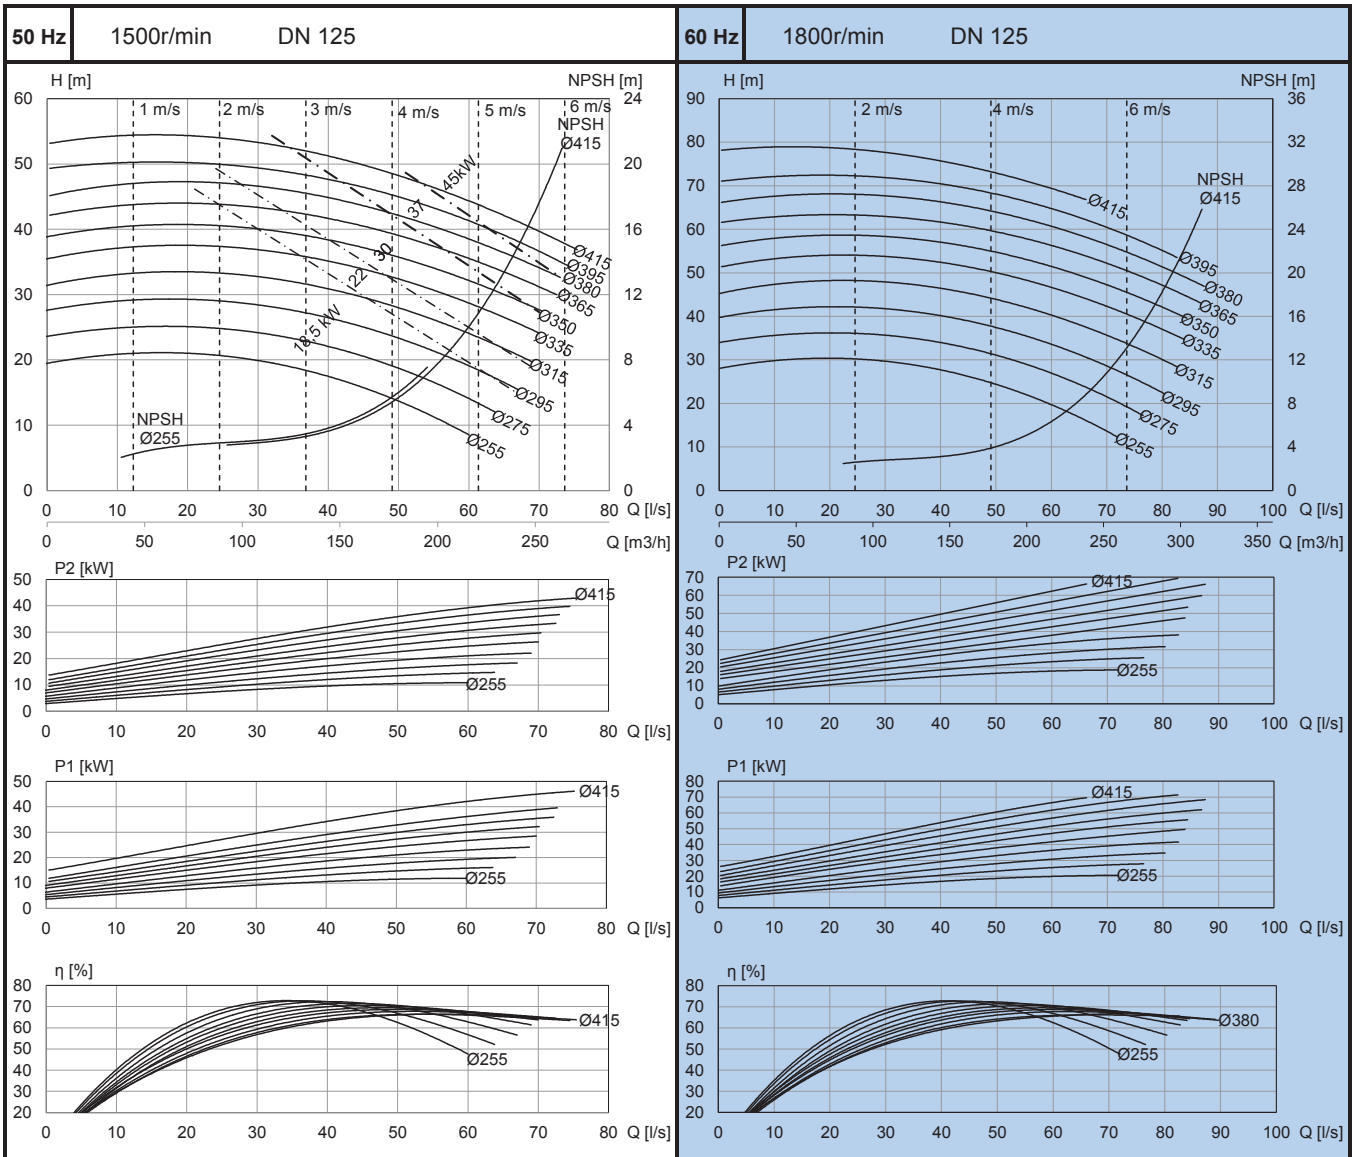 50 Hz 1500r/min DN 125
H [m] NPSH [m]
60 24
1 m/s 2 m/s 3 m/s 4 m/s 5 m/s 6 m/s
NPSH
Ø415
50 20
45kW
37
40 16
30
22
18,5 kW
Ø415
Ø395
Ø380
Ø365
Ø350
Ø335
Ø315
Ø295
Ø275
Ø255
30 12
20 8
NPSH
Ø255
10 4
0 0
0 10 20 30 40 50 60 70 80 Q [l/s]
0 50 100 150 200 250 Q [m3/h]
P2 [kW]
50
40
30
20
10
0
Ø415
Ø255
0 10 20 30 40 50 60 70 80 Q [l/s]
P1 [kW]
50
40
30
20
10
0
Ø415
Ø255
0 10 20 30 40 50 60 70 80 Q [l/s]
η [%]
80
70
60
50
40
30
20
Ø415
Ø255
0 10 20 30 40 50 60 70 80 Q [l/s]
60 Hz 1800r/min DN 125
H [m] NPSH [m]
90 36
2 m/s 4 m/s 6 m/s
80 32
70 28
NPSH
Ø415
60 24
50 20
40 16
30 12
20 8
10 4
0 0
Ø415
Ø395
Ø380
Ø365
Ø350
Ø335
Ø315
Ø295
Ø275
Ø255
0 10 20 30 40 50 60 70 80 90 100 Q [l/s]
0 50 100 150 200 250 300 350 Q [m3/h]
P2 [kW]
70
60
50
40
30
20
10
0
Ø415
Ø255
0 10 20 30 40 50 60 70 80 90 100 Q [l/s]
P1 [kW]
80
70
60
50
40
30
20
10
0
Ø415
Ø255
0 10 20 30 40 50 60 70 80 90 100 Q [l/s]
η [%]
80
70
60
50
40
30
20
Ø380
Ø255
0 10 20 30 40 50 60 70 80 90 100 Q [l/s]